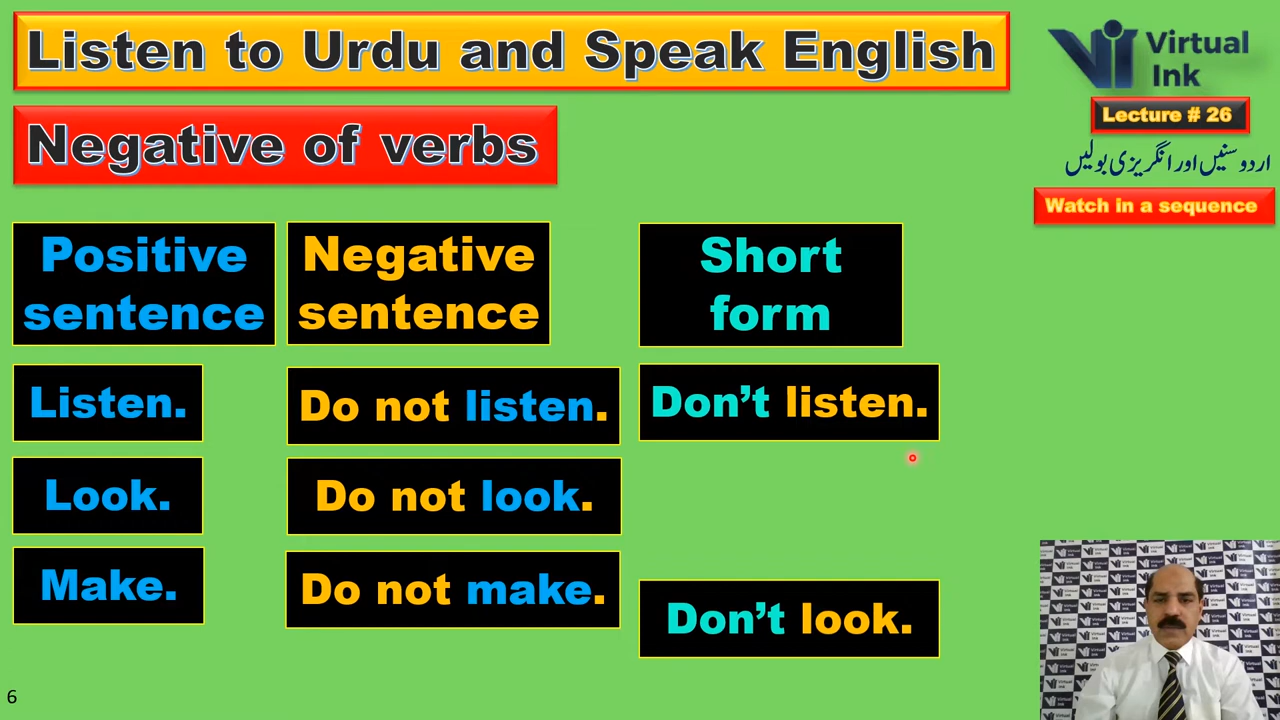 Listen to Urdu and Speak English
Virtual
Ink
Lecture # 26
Negative of verbs
اردو سنیں اور انگریزی بولیں
Watch in a sequence
Positive
sentence
Negative
sentence
Short
form
Listen.
Do not listen.
Don’t listen.
Look.
Do not look.
Make.
Do not make.
Don’t look.
6